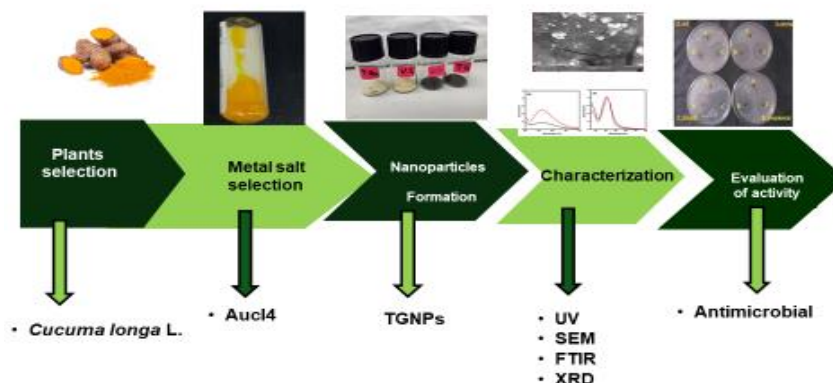 Plants
selection
Metal salt
selection
Nanoparticles
Formation
Characterization
Evaluation
of activity
• Cucuma longa L.
• Aucl4
TGNPs
• UV
• SEM
• FTIR
• XRD
• Antimicrobial